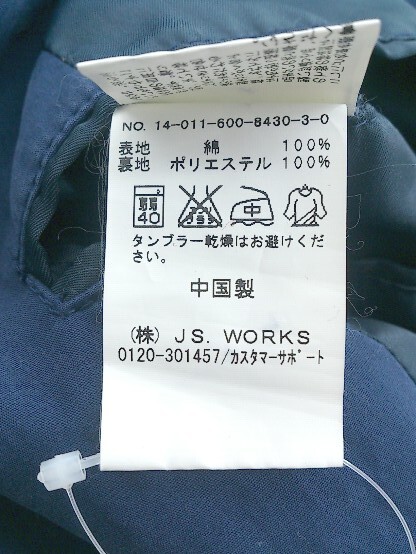 NO. 14-011-600-8430-3-0
表地 綿 100%
裏地 ポリエステル 100%
40 中
タンブラー乾燥はお避けくだ
さい。
中国製
(株) J.S. WORKS
0120-301457/カスタマーサポート